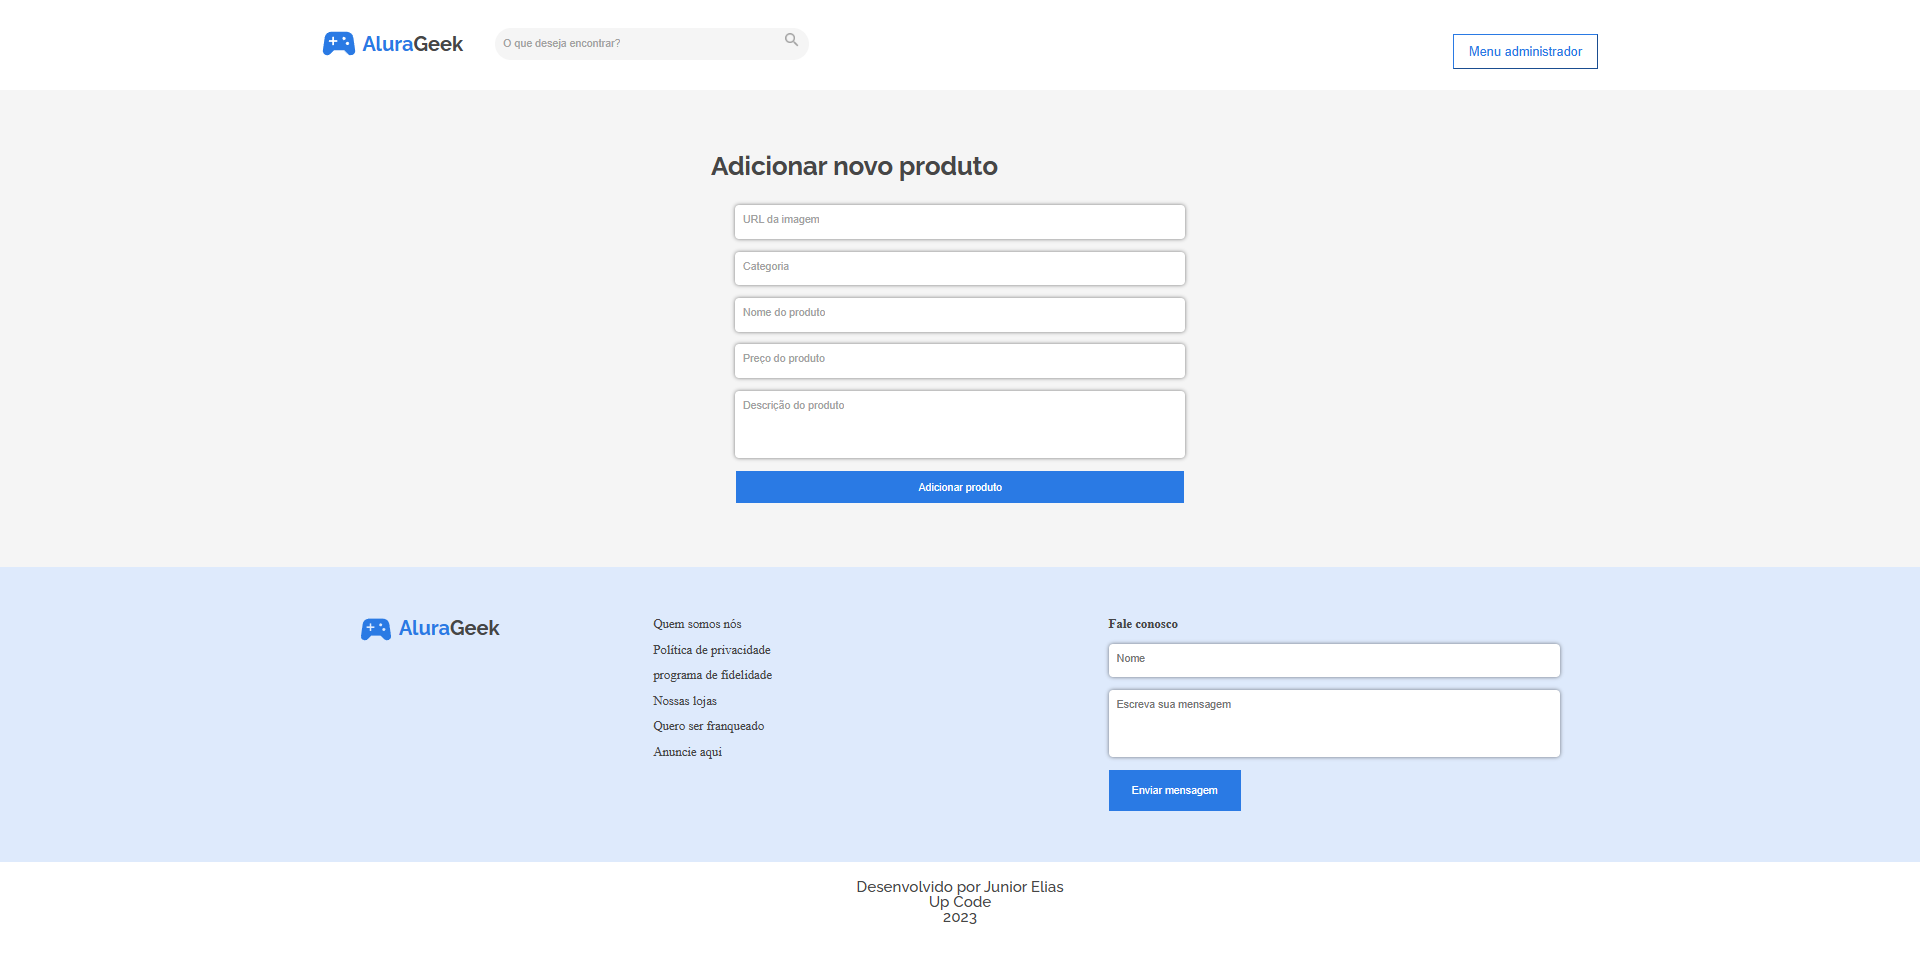 AluraGeek
O que deseja encontrar?
Menu administrador
Adicionar novo produto
URL da imagem
Categoria
Nome do produto
Preço do produto
Descrição do produto
Adicionar produto
AluraGeek
Quem somos nós
Política de privacidade
programa de fidelidade
Nossas lojas
Quero ser franqueado
Anuncie aqui
Fale conosco
Nome
Escreva sua mensagem
Enviar mensagem
Desenvolvido por Junior Elias
Up Code
2023